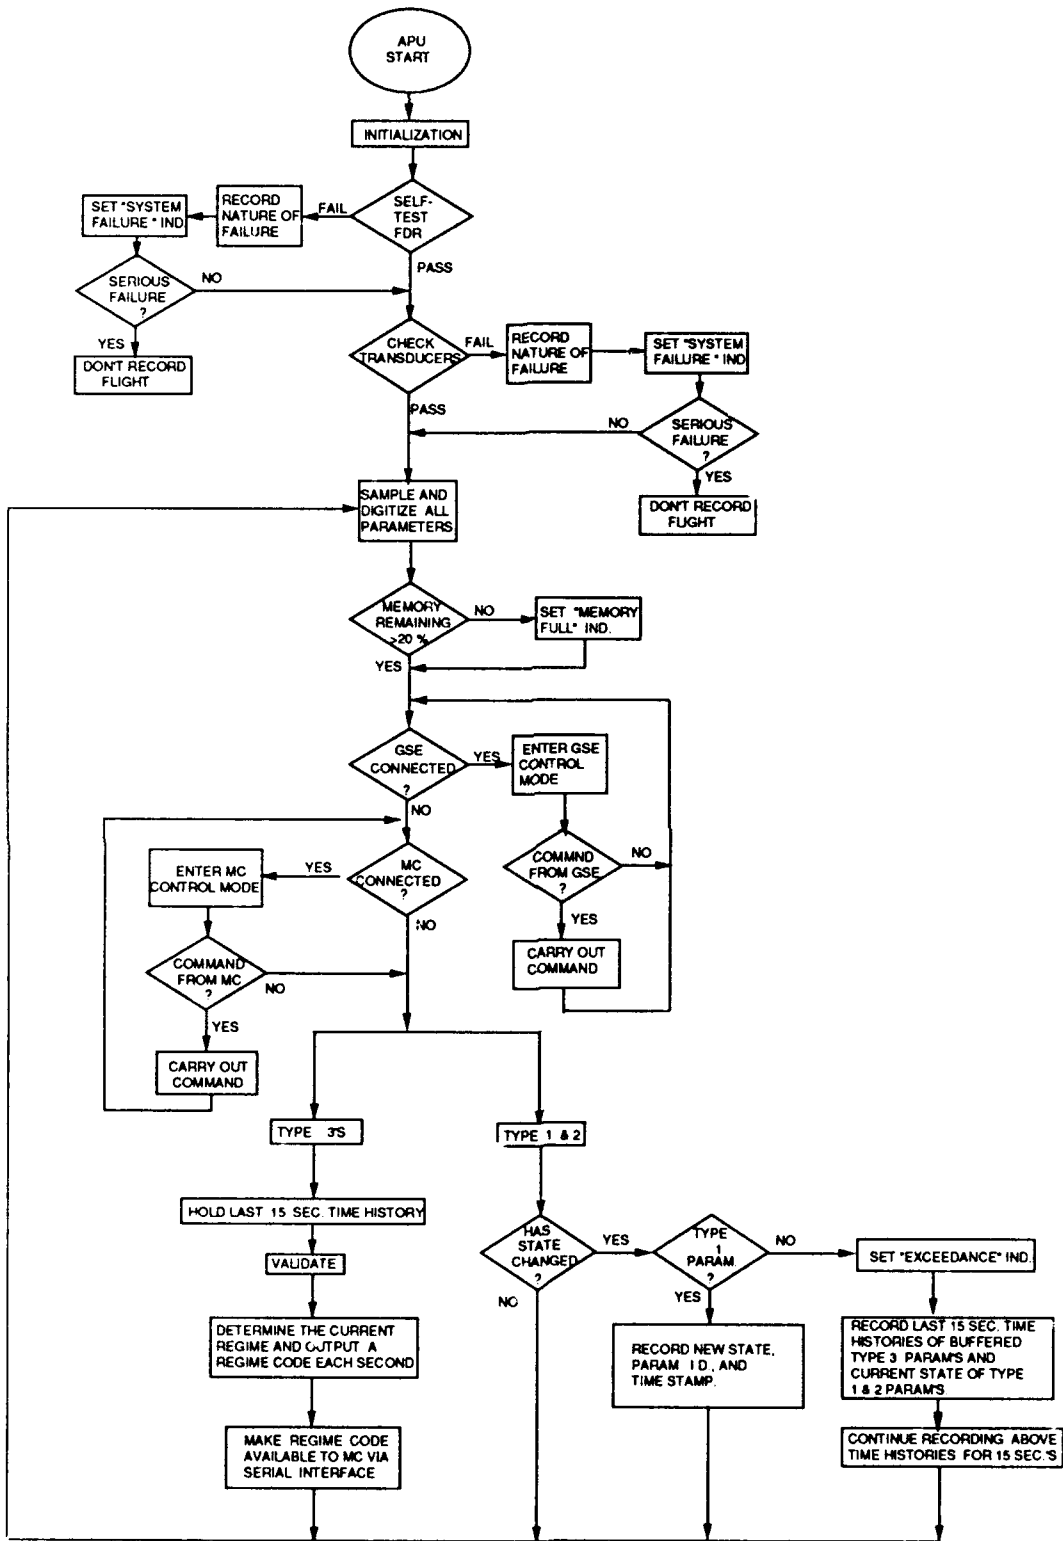 APU
START
INITIALIZATION
SELF-
TEST
FDR
FAIL
RECORD
NATURE OF
FAILURE
SET "SYSTEM
FAILURE" IND
PASS
SERIOUS
FAILURE
?
NO
YES
DON'T RECORD
FLIGHT
CHECK
TRANSDUCERS
FAIL
RECORD
NATURE OF
FAILURE
SET "SYSTEM
FAILURE" IND
PASS
NO
SERIOUS
FAILURE
?
YES
DON'T RECORD
FLIGHT
SAMPLE AND
DIGITIZE ALL
PARAMETERS
MEMORY
REMAINING
>20 %
NO
SET "MEMORY
FULL" IND.
YES
GSE
CONNECTED
?
YES
ENTER GSE
CONTROL
MODE
NO
COMMND
FROM GSE
?
NO
YES
CARRY OUT
COMMAND
MC
CONNECTED
?
YES
ENTER MC
CONTROL MODE
NO
COMMAND
FROM MC
?
NO
YES
CARRY OUT
COMMAND
TYPE 3'S
HOLD LAST 15 SEC. TIME HISTORY
VALIDATE
DETERMINE THE CURRENT
REGIME AND OUTPUT A
REGIME CODE EACH SECOND
MAKE REGIME CODE
AVAILABLE TO MC VIA
SERIAL INTERFACE
TYPE 1 & 2
HAS
STATE
CHANGED
?
YES
NO
TYPE
1
PARAM.
?
NO
YES
RECORD NEW STATE,
PARAM I D, AND
TIME STAMP.
SET "EXCEEDANCE" IND.
RECORD LAST 15 SEC. TIME
HISTORIES OF BUFFERED
TYPE 3 PARAM'S AND
CURRENT STATE OF TYPE
1 & 2 PARAM'S
CONTINUE RECORDING ABOVE
TIME HISTORIES FOR 15 SEC.'S